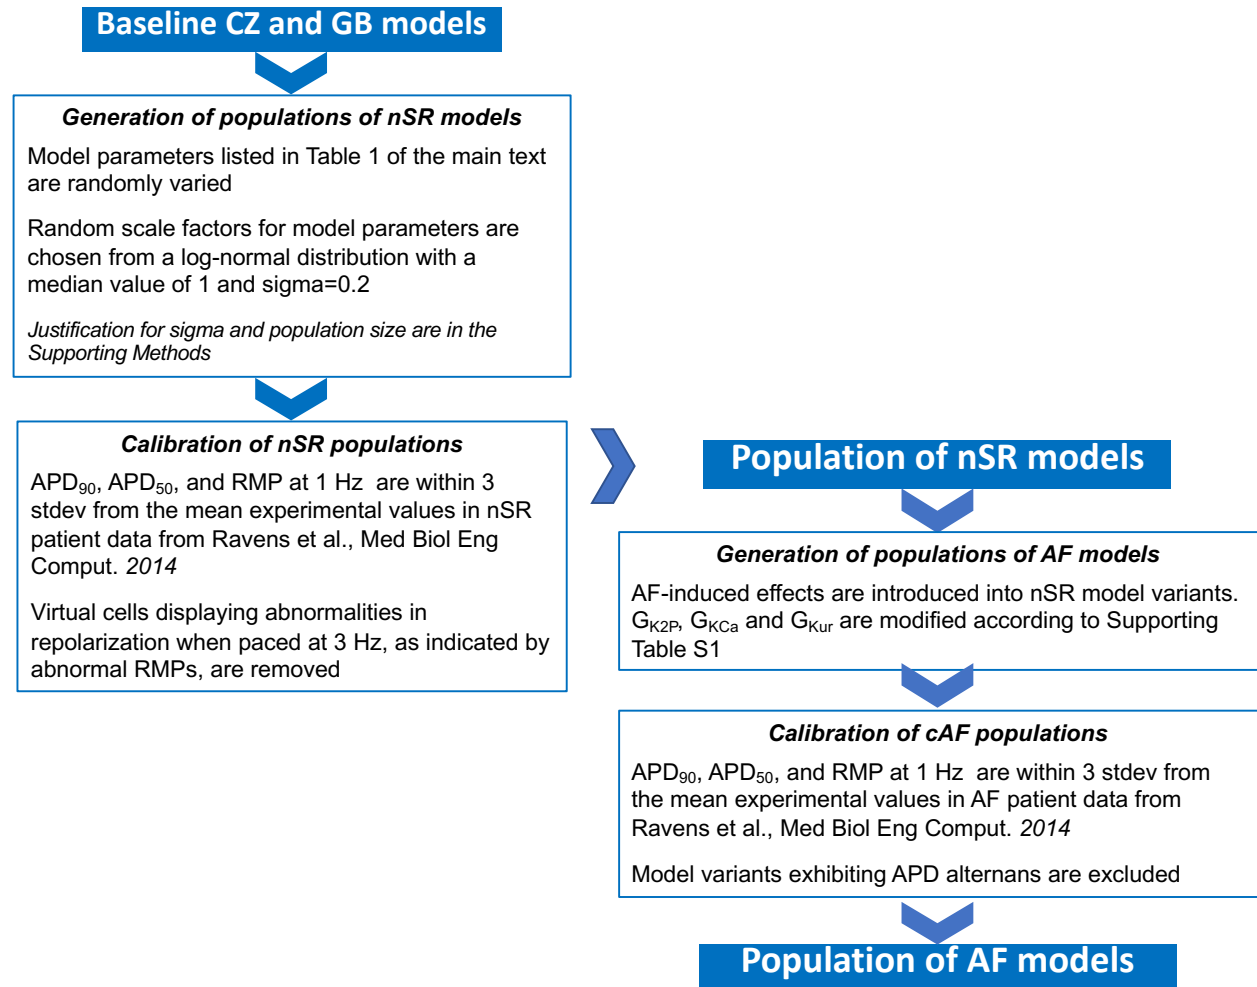 Baseline CZ and GB models
Generation of populations of nSR models
Model parameters listed in Table 1 of the main text
are randomly varied
Random scale factors for model parameters are
chosen from a log-normal distribution with a
median value of 1 and sigma=0.2
Justification for sigma and population size are in the
Supporting Methods
Calibration of nSR populations
APD90, APD50, and RMP at 1 Hz are within 3
stdev from the mean experimental values in nSR
patient data from Ravens et al., Med Biol Eng
Comput. 2014
Virtual cells displaying abnormalities in
repolarization when paced at 3 Hz, as indicated by
abnormal RMPs, are removed
Population of nSR models
Generation of populations of AF models
AF-induced effects are introduced into nSR model variants.
GK2P, GKCa and GKur are modified according to Supporting
Table S1
Calibration of cAF populations
APD90, APD50, and RMP at 1 Hz are within 3 stdev from
the mean experimental values in AF patient data from
Ravens et al., Med Biol Eng Comput. 2014
Model variants exhibiting APD alternans are excluded
Population of AF models